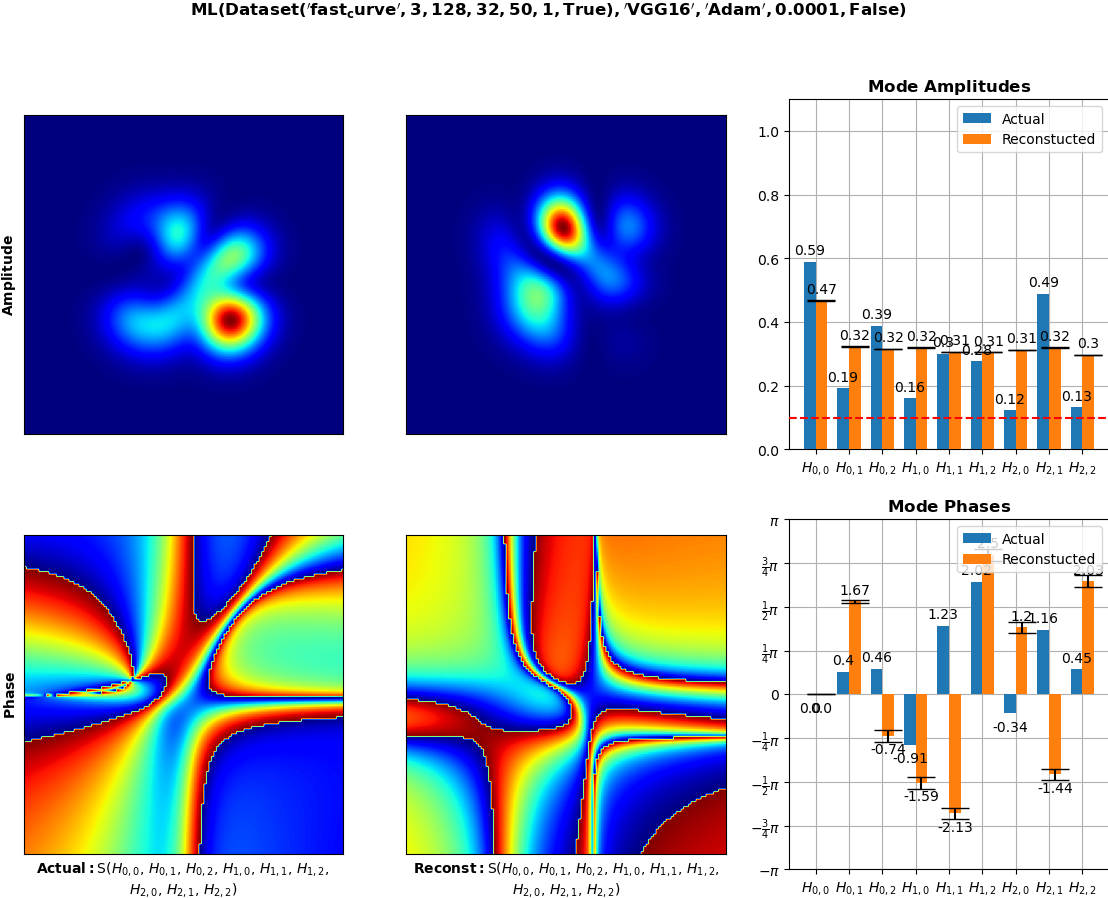 ML(Dataset('fast_curve', 3, 128, 32, 50, 1, True), 'VGG16', 'Adam', 0.0001, False)
Amplitude
Mode Amplitudes
Actual
Reconstucted
1.0
0.8
0.6
0.4
0.2
0.0
0.59
0.47
0.19
0.32
0.39
0.32
0.16
0.32
0.3
0.31
0.28
0.31
0.12
0.31
0.49
0.32
0.13
0.3
H0,0 H0,1 H0,2 H1,0 H1,1 H1,2 H2,0 H2,1 H2,2
Phase
Actual: S(H0,0, H0,1, H0,2, H1,0, H1,1, H1,2,
H2,0, H2,1, H2,2)
Reconst: S(H0,0, H0,1, H0,2, H1,0, H1,1, H1,2,
H2,0, H2,1, H2,2)
Mode Phases
Actual
Reconstucted
π
3/4π
1/2π
1/4π
0
−1/4π
−1/2π
−3/4π
−π
0.0
0.0
0.4
1.67
0.46
-0.74
-0.91
-1.59
1.23
-2.13
2.02
2.5
-0.34
1.2
1.16
-1.44
0.45
2.03
H0,0 H0,1 H0,2 H1,0 H1,1 H1,2 H2,0 H2,1 H2,2